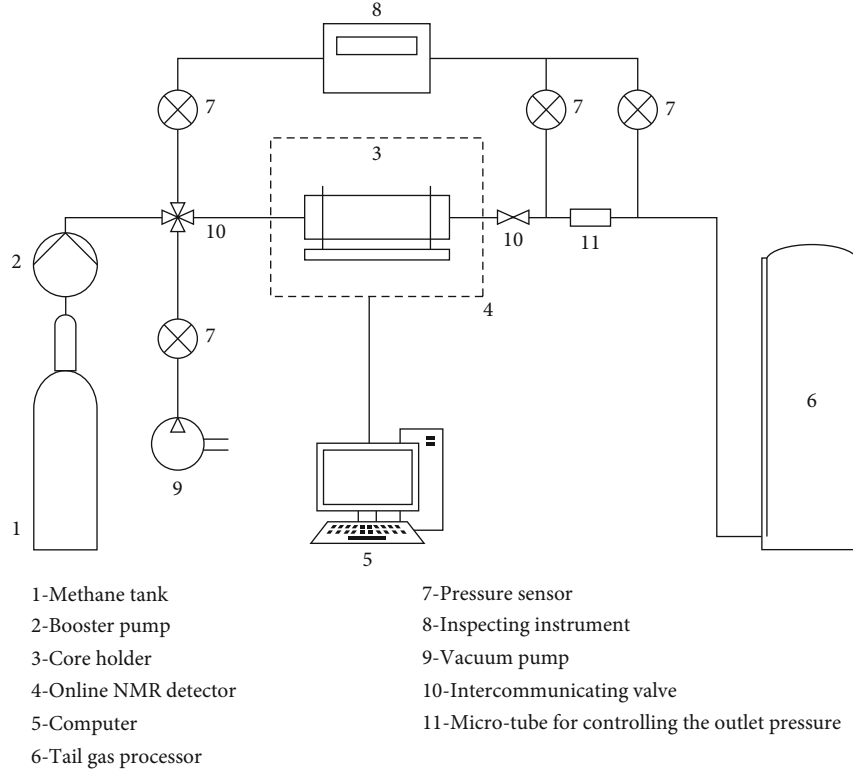 8
7
7
7
3
10
10
11
2
7
4
6
9
1
5
1-Methane tank
2-Booster pump
3-Core holder
4-Online NMR detector
5-Computer
6-Tail gas processor
7-Pressure sensor
8-Inspecting instrument
9-Vacuum pump
10-Intercommunicating valve
11-Micro-tube for controlling the outlet pressure